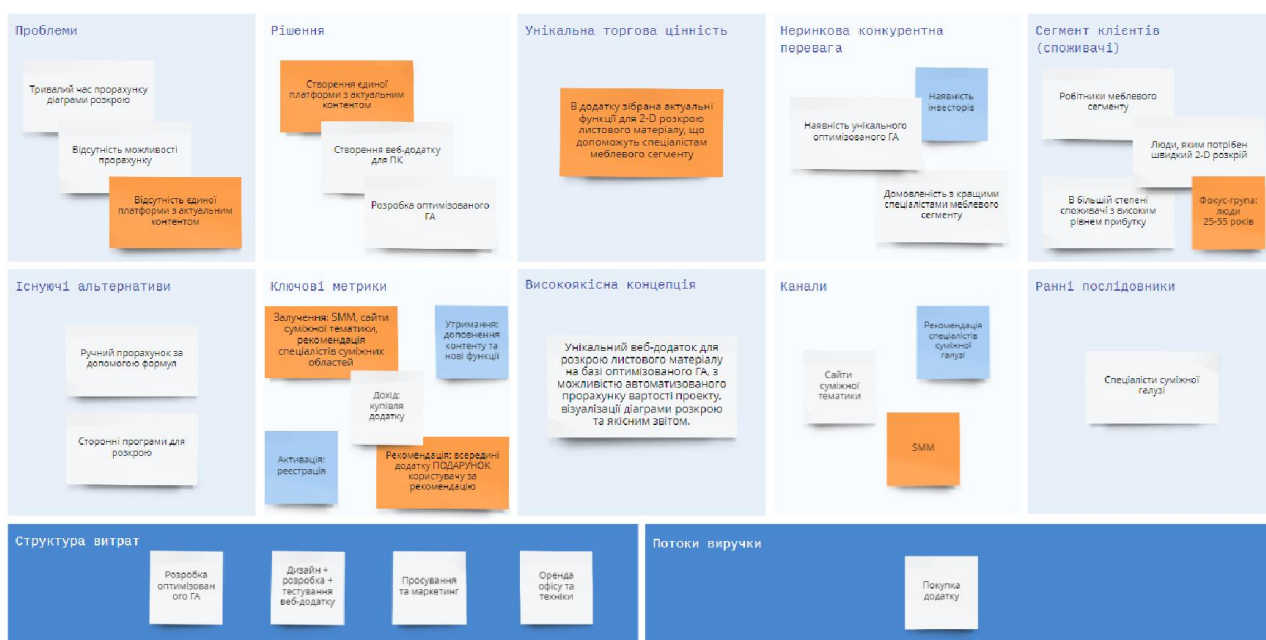 Проблеми
Тривалий час прорахунку
діаграми розкрою
Відсутність можливості
прорахунку
Відсутність єдиної
платформи з актуальним
контентом
Рішення
Створення єдиної
платформи з актуальним
контентом
Створення веб-додатку
для ПК
Розробка оптимізованого
ГА
Унікальна торгова цінність
В додатку зібрана актуальні
функції для 2-D розкрою
листового матеріалу, що
допоможуть спеціалістам
меблевого сегменту
Неринкова конкурентна
перевага
Наявність
інвесторів
Наявність унікального
оптимізованого ГА
Домовленість з кращими
спеціалістами меблевого
сегменту
Сегмент клієнтів
(споживачі)
Робітники меблевого
сегменту
Люди, яким потрібен
швидкий 2-D розкрій
В більшій степені
споживачі з високим
рівнем прибутку
Фокус-група:
люди
25-55 років
Існуючі альтернативи
Ручний прорахунок за
допомогою формул
Сторонні програми для
розкрою
Ключові метрики
Залучення: SMM, сайти
суміжної тематики,
рекомендація
спеціалістів суміжних
областей
Утримання:
доповнення
контенту та
нові функції
Дохід:
купівля
додатку
Активація:
реєстрація
Рекомендація: всередині
додатку ПОДАРУНОК
користувачу за
рекомендацію
Високоякісна концепція
Унікальний веб-додаток для
розкрою листового матеріалу
на базі оптимізованого ГА, з
можливістю автоматизованого
прорахунку вартості проекту,
візуалізації діаграми розкрою
та якісним звітом.
Канали
Рекомендація
спеціалістів
суміжної
галузі
Сайти
суміжної
тематики
SMM
Ранні послідовники
Спеціалісти суміжної
галузі
Структура витрат
Розробка
оптимізован
ого ГА
Дизайн +
розробка +
тестування
веб-додатку
Просування
та маркетинг
Оренда
офісу та
техніки
Потоки виручки
Покупка
додатку